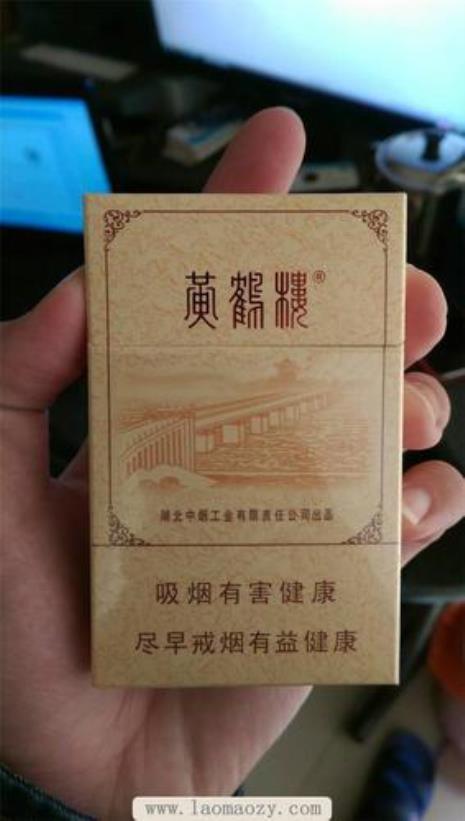 黄鹤楼®
湖北中烟工业有限责任公司出品
吸烟有害健康
尽早戒烟有益健康
www.laomaozy.com